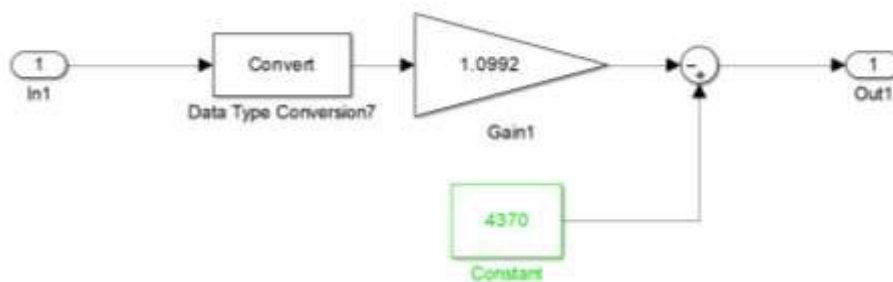 1
In1
Convert
Data Type Conversion7
1.0992
Gain1
- +
1
Out1
4370
Constant